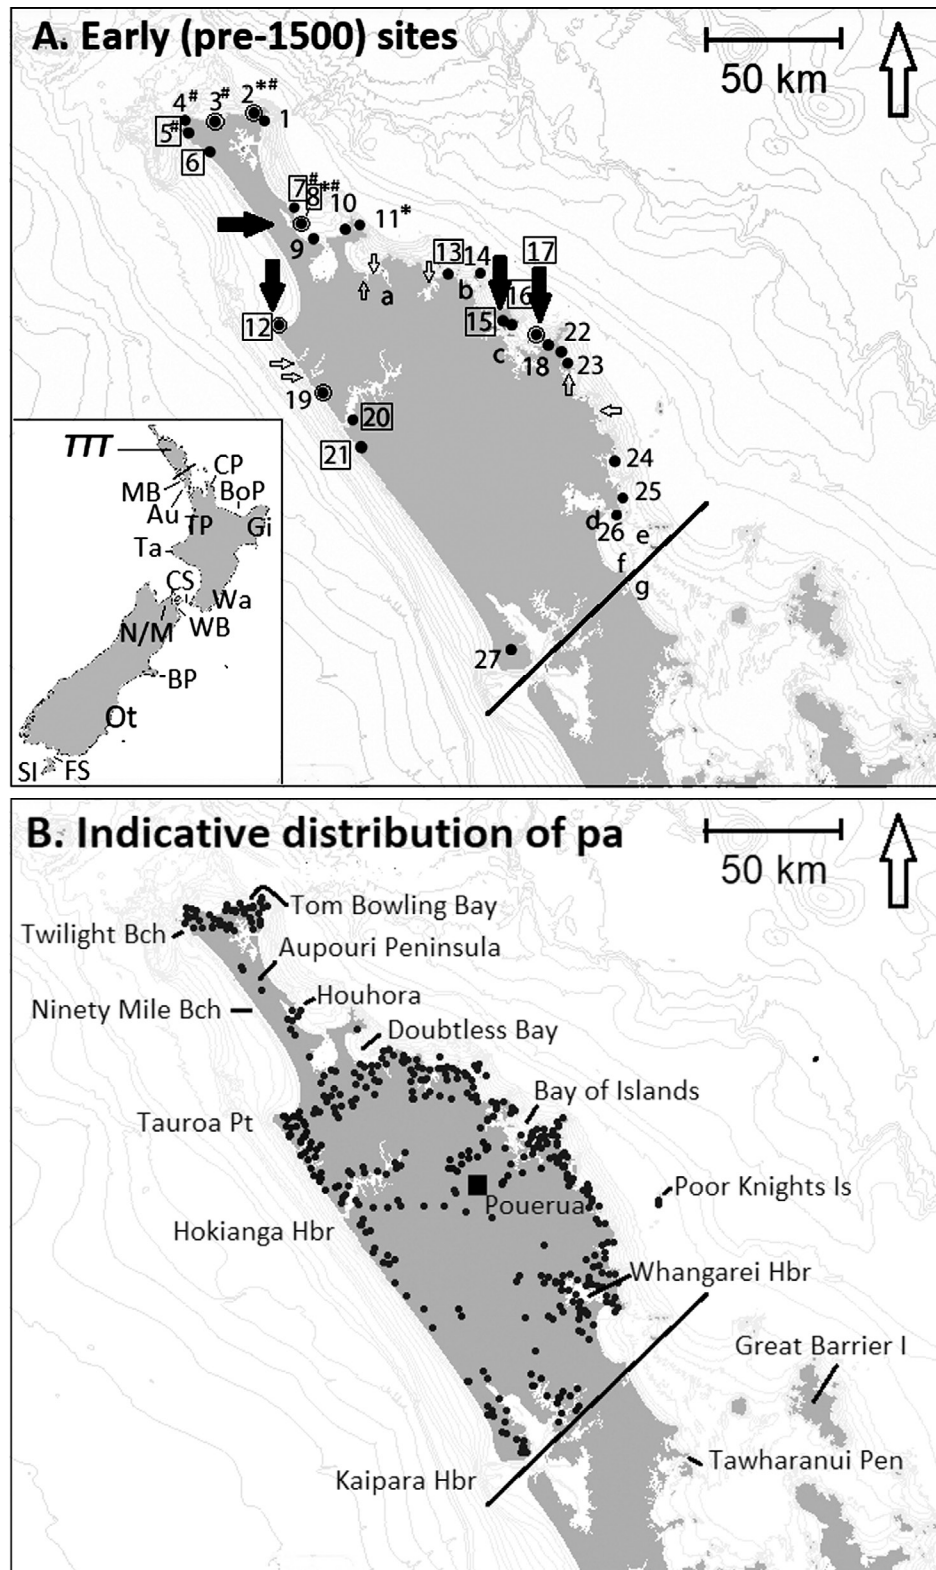 A. Early (pre-1500) sites
50 km
4#
3#
2*#
1
5#
6
7#
8*#
10
11*
9
13
14
17
a
b
16
12
15
c
18
22
23
19
20
21
24
25
d
26
e
f
g
27
TTT
CP
MB
BoP
Au
TP
Gi
Ta
CS
Wa
N/M
WB
BP
Ot
SI
FS
B. Indicative distribution of pa
50 km
Tom Bowling Bay
Twilight Bch
Aupouri Peninsula
Ninety Mile Bch
Houhora
Doubtless Bay
Bay of Islands
Tauroa Pt
Poor Knights Is
Pouerua
Hokianga Hbr
Whangarei Hbr
Great Barrier I
Tawharanui Pen
Kaipara Hbr